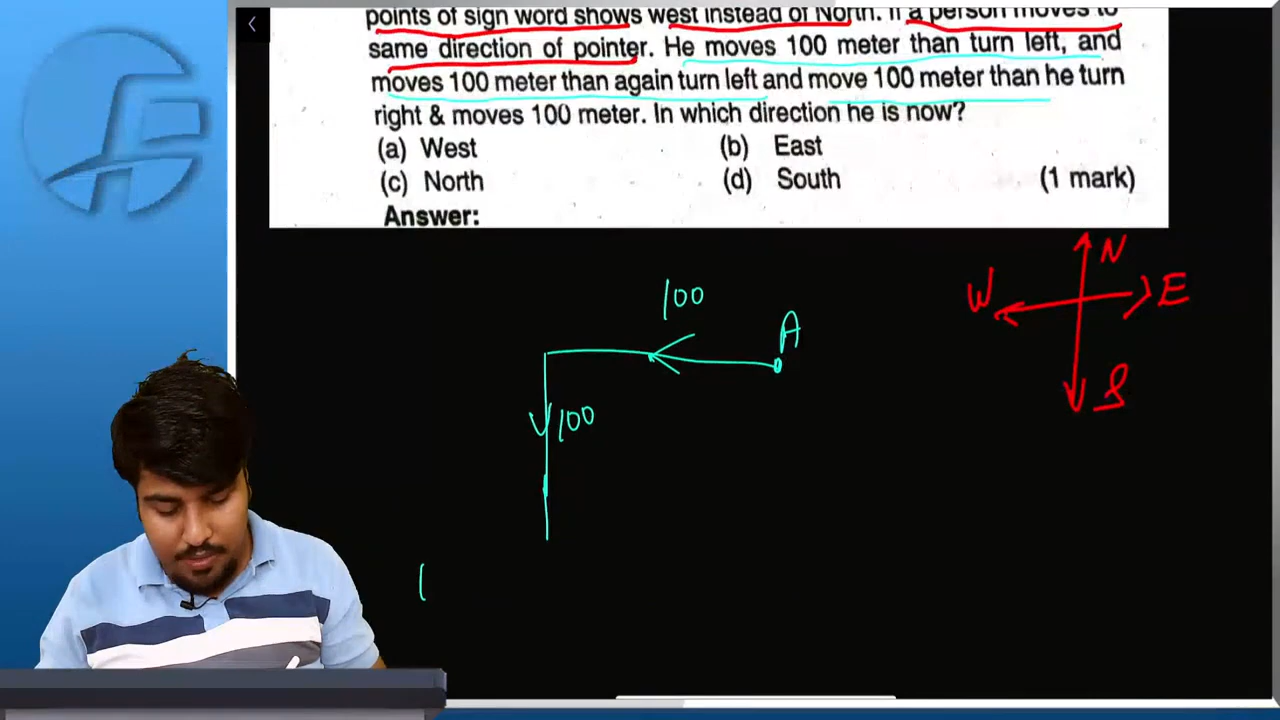 points of sign word shows west instead of North. If a person moves to
same direction of pointer. He moves 100 meter than turn left, and
moves 100 meter than again turn left and move 100 meter than he turn
right & moves 100 meter. In which direction he is now?
(a) West (b) East
(c) North (d) South (1 mark)
Answer:
N
W E
S
100
A
100